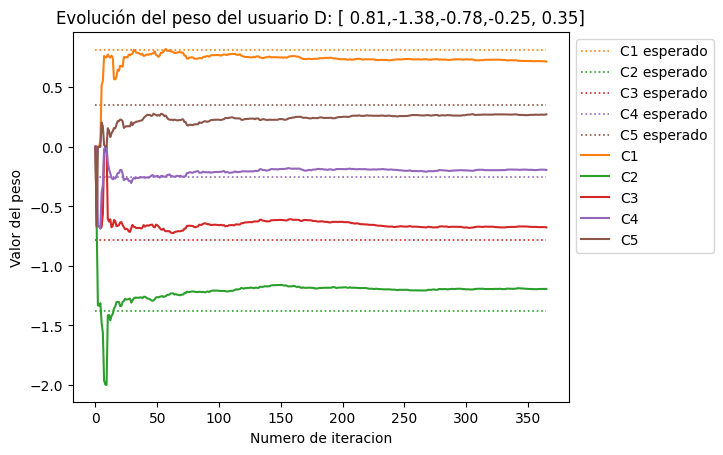 Evolución del peso del usuario D: [ 0.81,-1.38,-0.78,-0.25, 0.35]
C1 esperado
C2 esperado
C3 esperado
C4 esperado
C5 esperado
C1
C2
C3
C4
C5
Valor del peso
0.5
0.0
−0.5
−1.0
−1.5
−2.0
0 50 100 150 200 250 300 350
Numero de iteracion